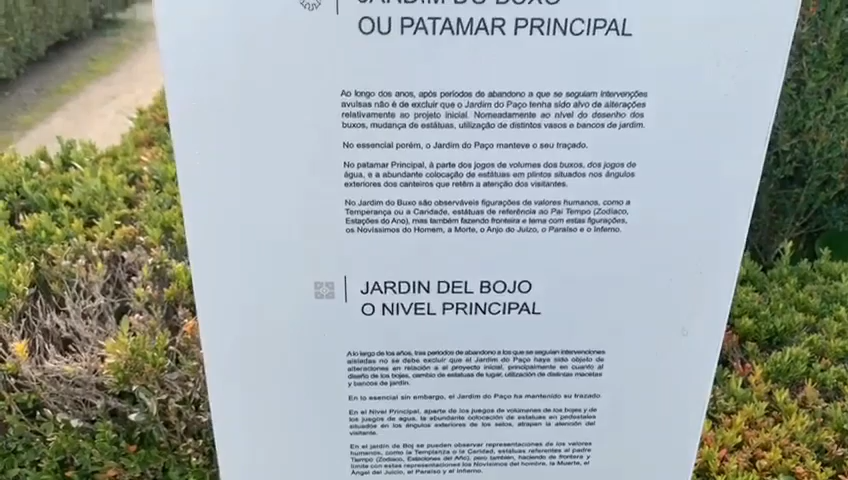 JARDIM DO BUXO
OU PATAMAR PRINCIPAL
Ao longo dos anos, após períodos de abandono a que se seguiam intervenções
avulsas não é de excluir que o Jardim do Paço tenha sido alvo de alterações
relativamente ao projeto inicial. Nomeadamente ao nível do desenho dos
buxos, mudança de estátuas, utilização de distintos vasos e bancos de jardim.
No essencial porém, o Jardim do Paço manteve o seu traçado.
No patamar Principal, à parte dos jogos de volumes dos buxos, dos jogos de
água, e a abundante colocação de estátuas em plintos situados nos ângulos
exteriores dos canteiros que retêm a atenção dos visitantes.
No Jardim do Buxo são observáveis figurações de valores humanos, como a
Temperança ou a Caridade, estátuas de referência ao Pai Tempo (Zodíaco,
Estações do Ano), mas também fazendo fronteira e tema com estas figurações,
os Novíssimos do Homem, a Morte, o Anjo do Juízo, o Paraíso e o Inferno.
JARDIN DEL BOJO
O NIVEL PRINCIPAL
A lo largo de los años, tras períodos de abandono a los que se seguían intervenciones
aisladas no se debe excluir que el Jardim do Paço haya sido objeto de
alteraciones en relación a el proyecto inicial, principalmente en cuanto al
diseño de los bojes, cambio de estatuas de lugar, utilización de distintas macetas
y bancos de jardín.
En lo esencial sin embargo, el Jardim do Paço ha mantenido su trazado.
En el Nivel Principal, aparte de los juegos de volúmenes de los bojes y de
los juegos de agua, la abundante colocación de estatuas en pedestales
situados en los ángulos exteriores de los setos, atrapan la atención del
visitante.
En el jardín de Boj se pueden observar representaciones de los valores
humanos, como la Templanza o la Caridad, estatuas referentes al padre
Tiempo (Zodíaco, Estaciones del Año), pero también, haciendo de frontera y
limite con estas representaciones los Novísimos del hombre, la Muerte, el
Ángel del Juicio, el Paraíso y el Infierno.